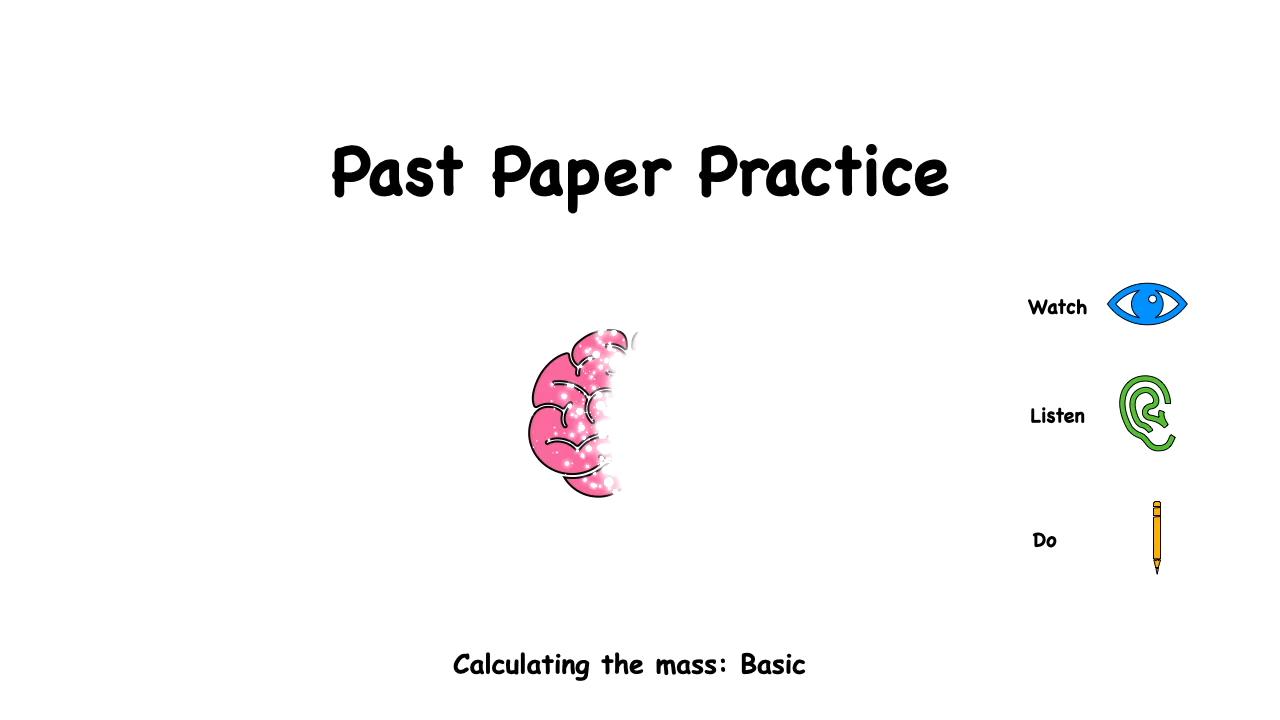 Past Paper Practice
Watch
Listen
Do
Calculating the mass: Basic